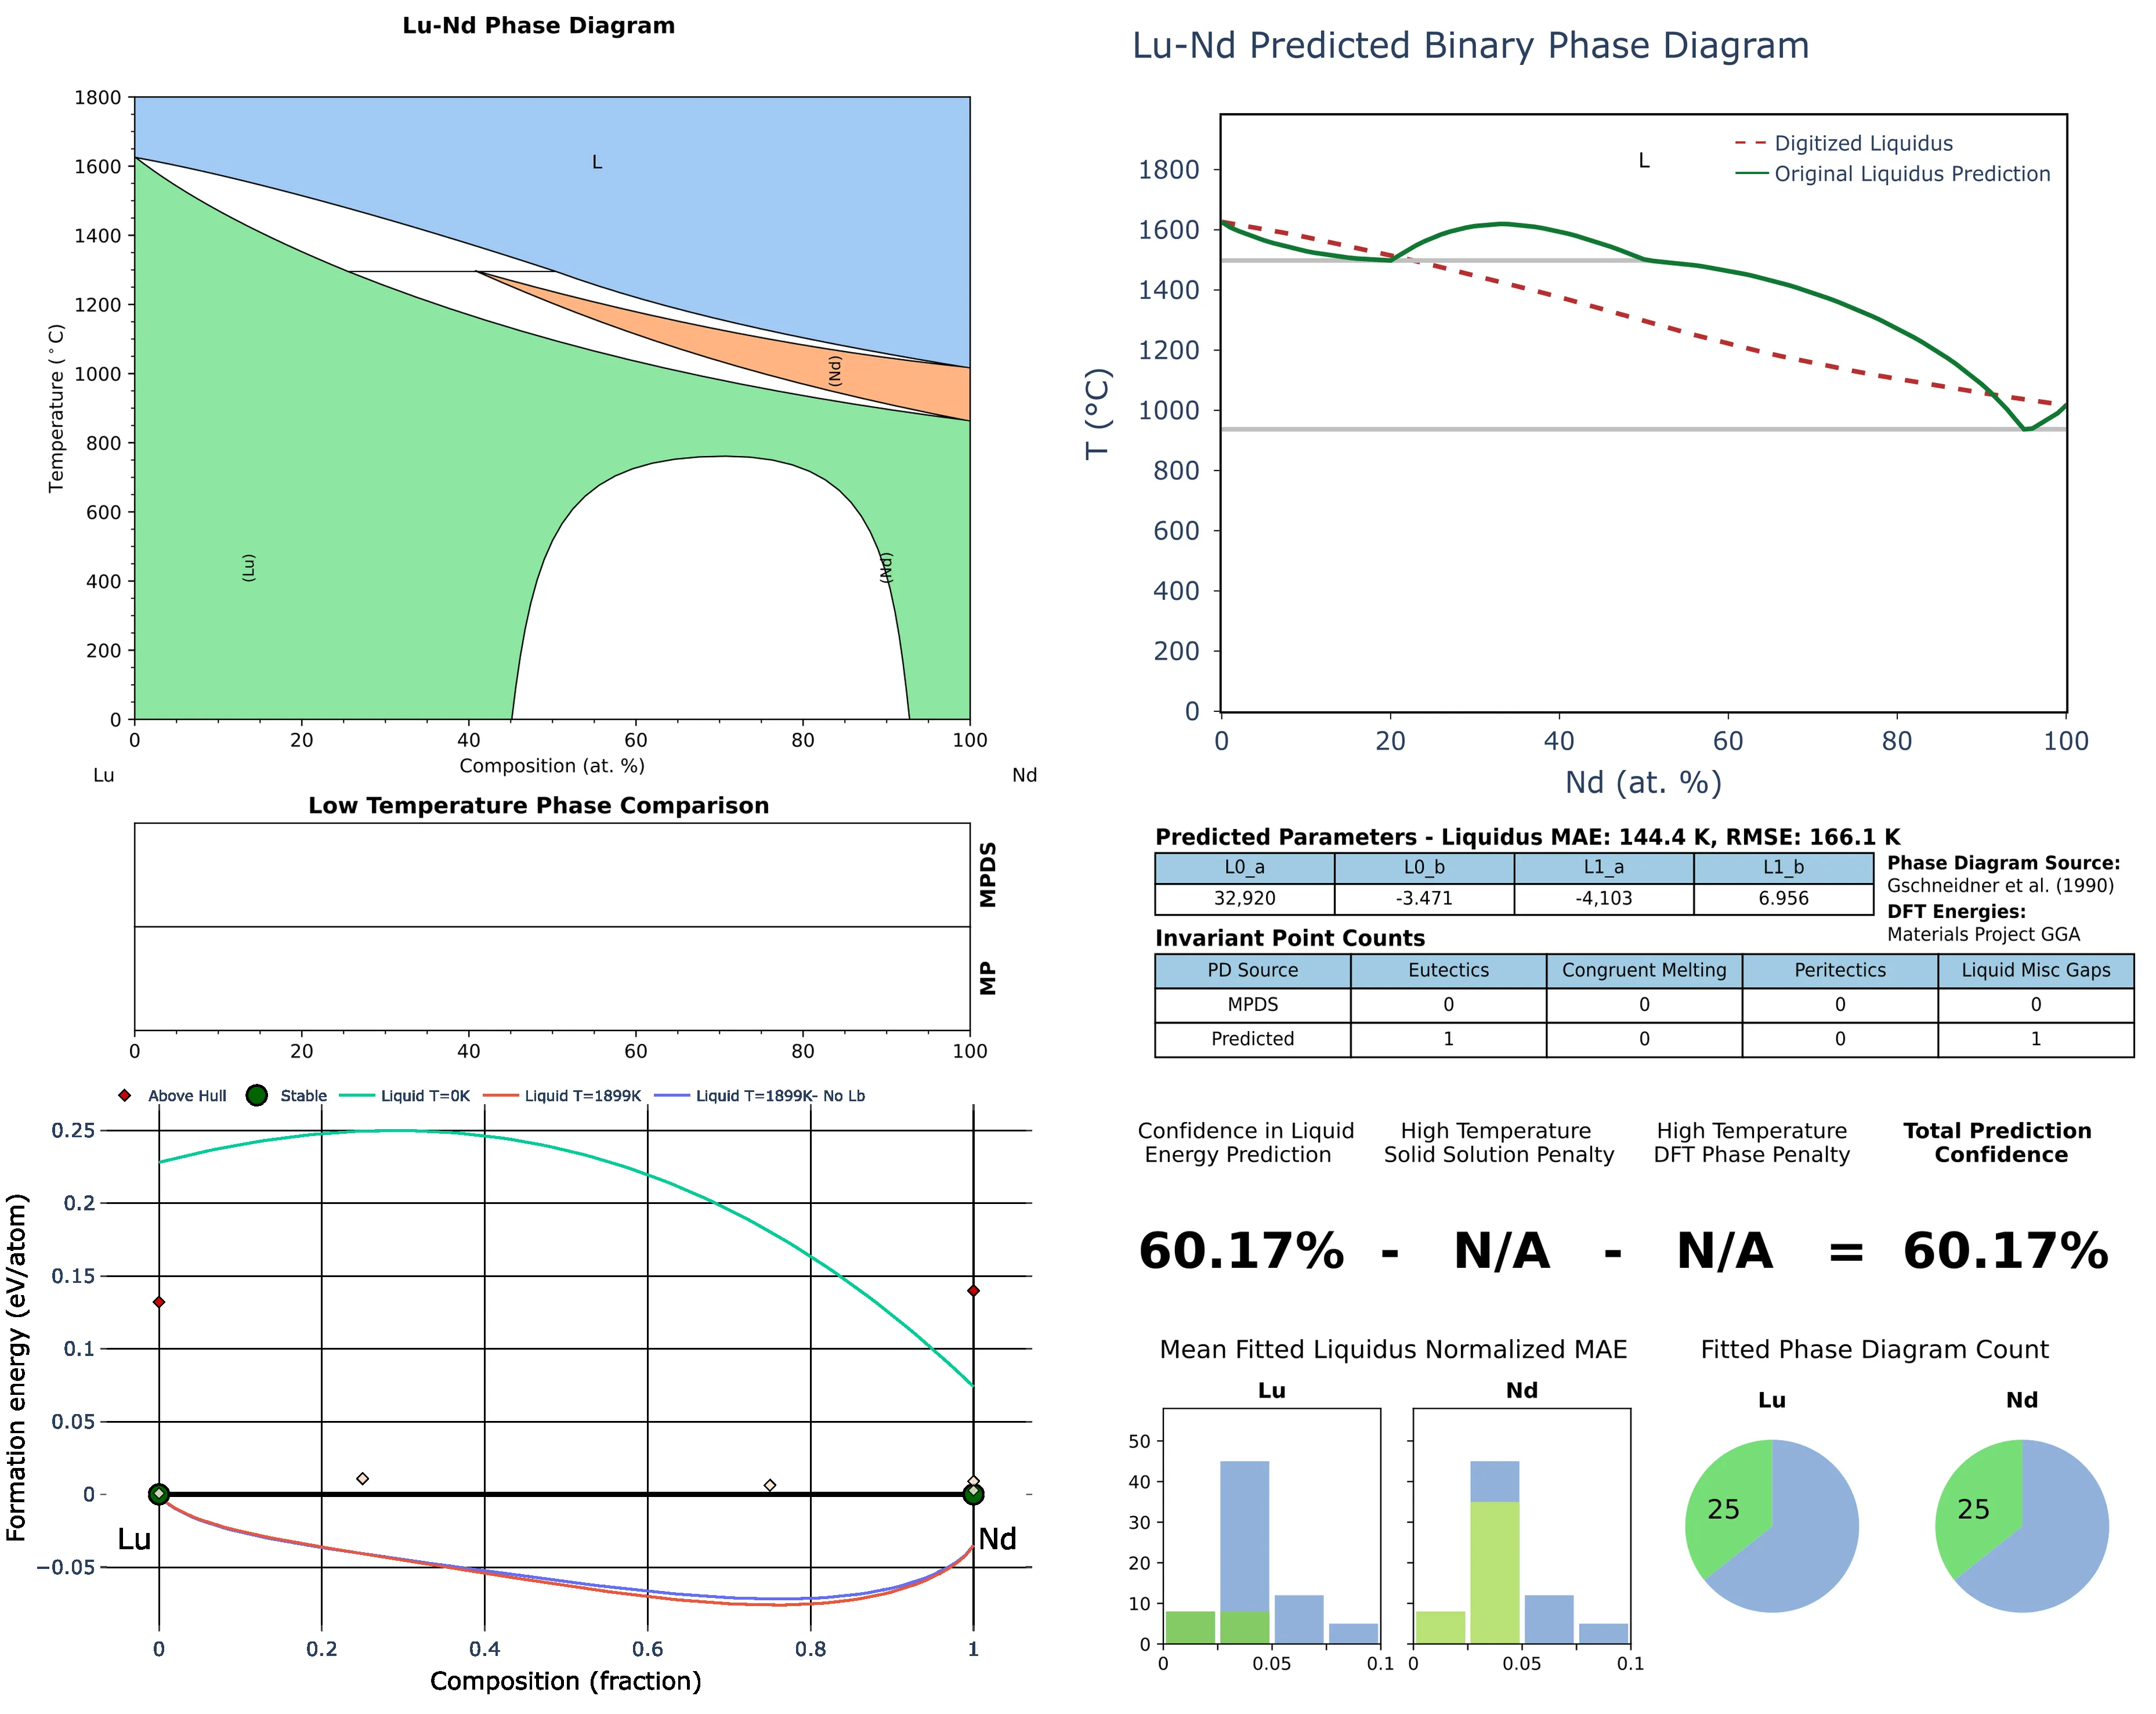 Lu-Nd Phase Diagram
1800
1600
1400
1200
1000
800
600
400
200
0
Temperature (°C)
L
(Nd)
(Lu)
(Nd)
0 20 40 60 80 100
Composition (at. %)
Lu Nd
Low Temperature Phase Comparison
MPDS
MP
0 20 40 60 80 100
Above Hull Stable Liquid T=0K Liquid T=1899K Liquid T=1899K- No Lb
0.25
0.2
0.15
0.1
0.05
0
−0.05
Formation energy (eV/atom)
Lu Nd
0 0.2 0.4 0.6 0.8 1
Composition (fraction)
Lu-Nd Predicted Binary Phase Diagram
L
Digitized Liquidus
Original Liquidus Prediction
1800
1600
1400
1200
1000
800
600
400
200
0
T (°C)
0 20 40 60 80 100
Nd (at. %)
Predicted Parameters - Liquidus MAE: 144.4 K, RMSE: 166.1 K
L0_a L0_b L1_a L1_b
32,920 -3.471 -4,103 6.956
Phase Diagram Source:
Gschneidner et al. (1990)
DFT Energies:
Materials Project GGA
Invariant Point Counts
PD Source Eutectics Congruent Melting Peritectics Liquid Misc Gaps
MPDS 0 0 0 0
Predicted 1 0 0 1
Confidence in Liquid
Energy Prediction
High Temperature
Solid Solution Penalty
High Temperature
DFT Phase Penalty
Total Prediction
Confidence
60.17% - N/A - N/A = 60.17%
Mean Fitted Liquidus Normalized MAE
Lu Nd
50
40
30
20
10
0
0 0.05 0.1 0 0.05 0.1
Fitted Phase Diagram Count
Lu Nd
25 25